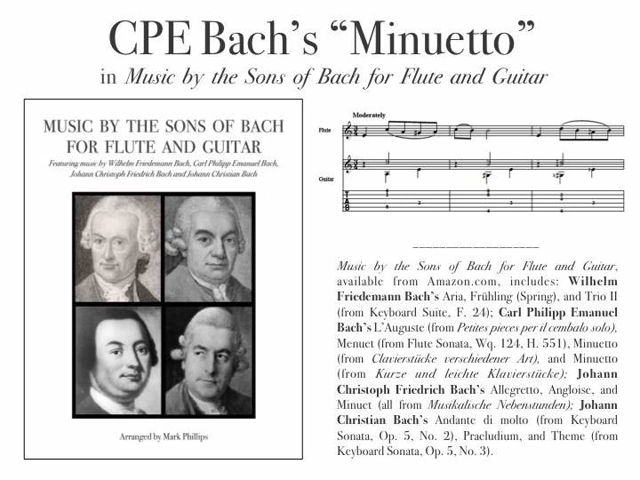 CPE Bach's “Minuetto”
in Music by the Sons of Bach for Flute and Guitar
MUSIC BY THE SONS OF BACH
FOR FLUTE AND GUITAR
Featuring music by Wilhelm Friedemann Bach, Carl Philipp Emanuel Bach,
Johann Christoph Friedrich Bach and Johann Christian Bach
Arranged by Mark Phillips
Moderately
Flute
Guitar
Music by the Sons of Bach for Flute and Guitar,
available from Amazon.com, includes: Wilhelm
Friedemann Bach's Aria, Frühling (Spring), and Trio II
(from Keyboard Suite, F. 24); Carl Philipp Emanuel
Bach's L'Auguste (from Petites pieces per il cembalo solo),
Menuet (from Flute Sonata, Wq. 124, H. 551), Minuetto
(from Clavierstücke verschiedener Art), and Minuetto
(from Kurze und leichte Klavierstücke); Johann
Christoph Friedrich Bach's Allegretto, Angloise, and
Minuet (all from Musikalische Nebenstunden); Johann
Christian Bach's Andante di molto (from Keyboard
Sonata, Op. 5, No. 2), Praeludium, and Theme (from
Keyboard Sonata, Op. 5, No. 3).